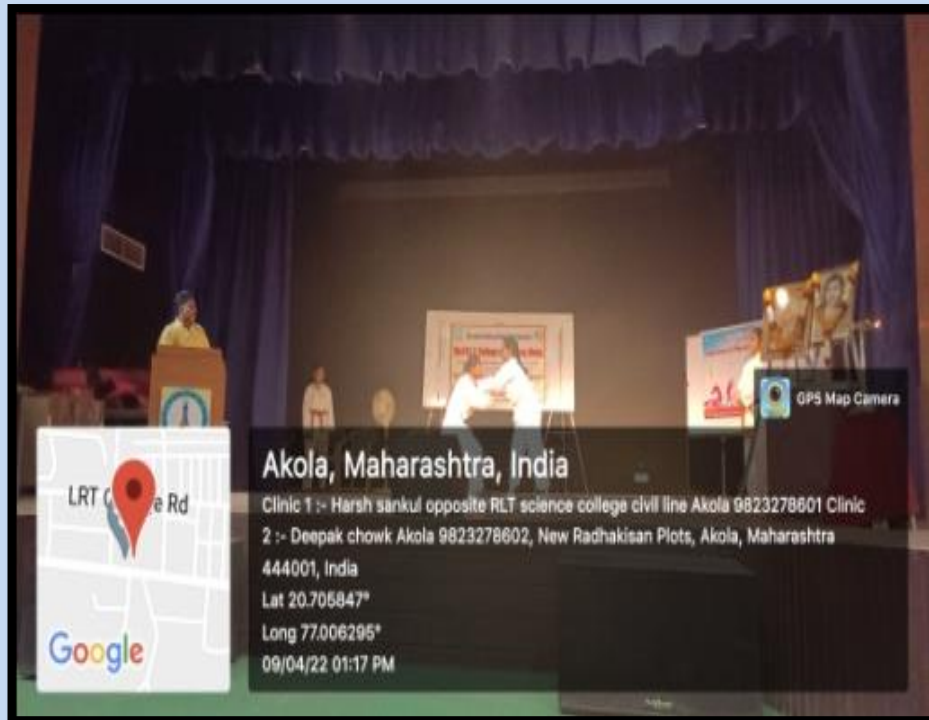 GPS Map Camera
LRT
e Rd
Google
Akola, Maharashtra, India
Clinic 1 :- Harsh sankul opposite RLT science college civil line Akola 9823278601 Clinic
2 :- Deepak chowk Akola 9823278602, New Radhakisan Plots, Akola, Maharashtra
444001, India
Lat 20.705847°
Long 77.006295°
09/04/22 01:17 PM